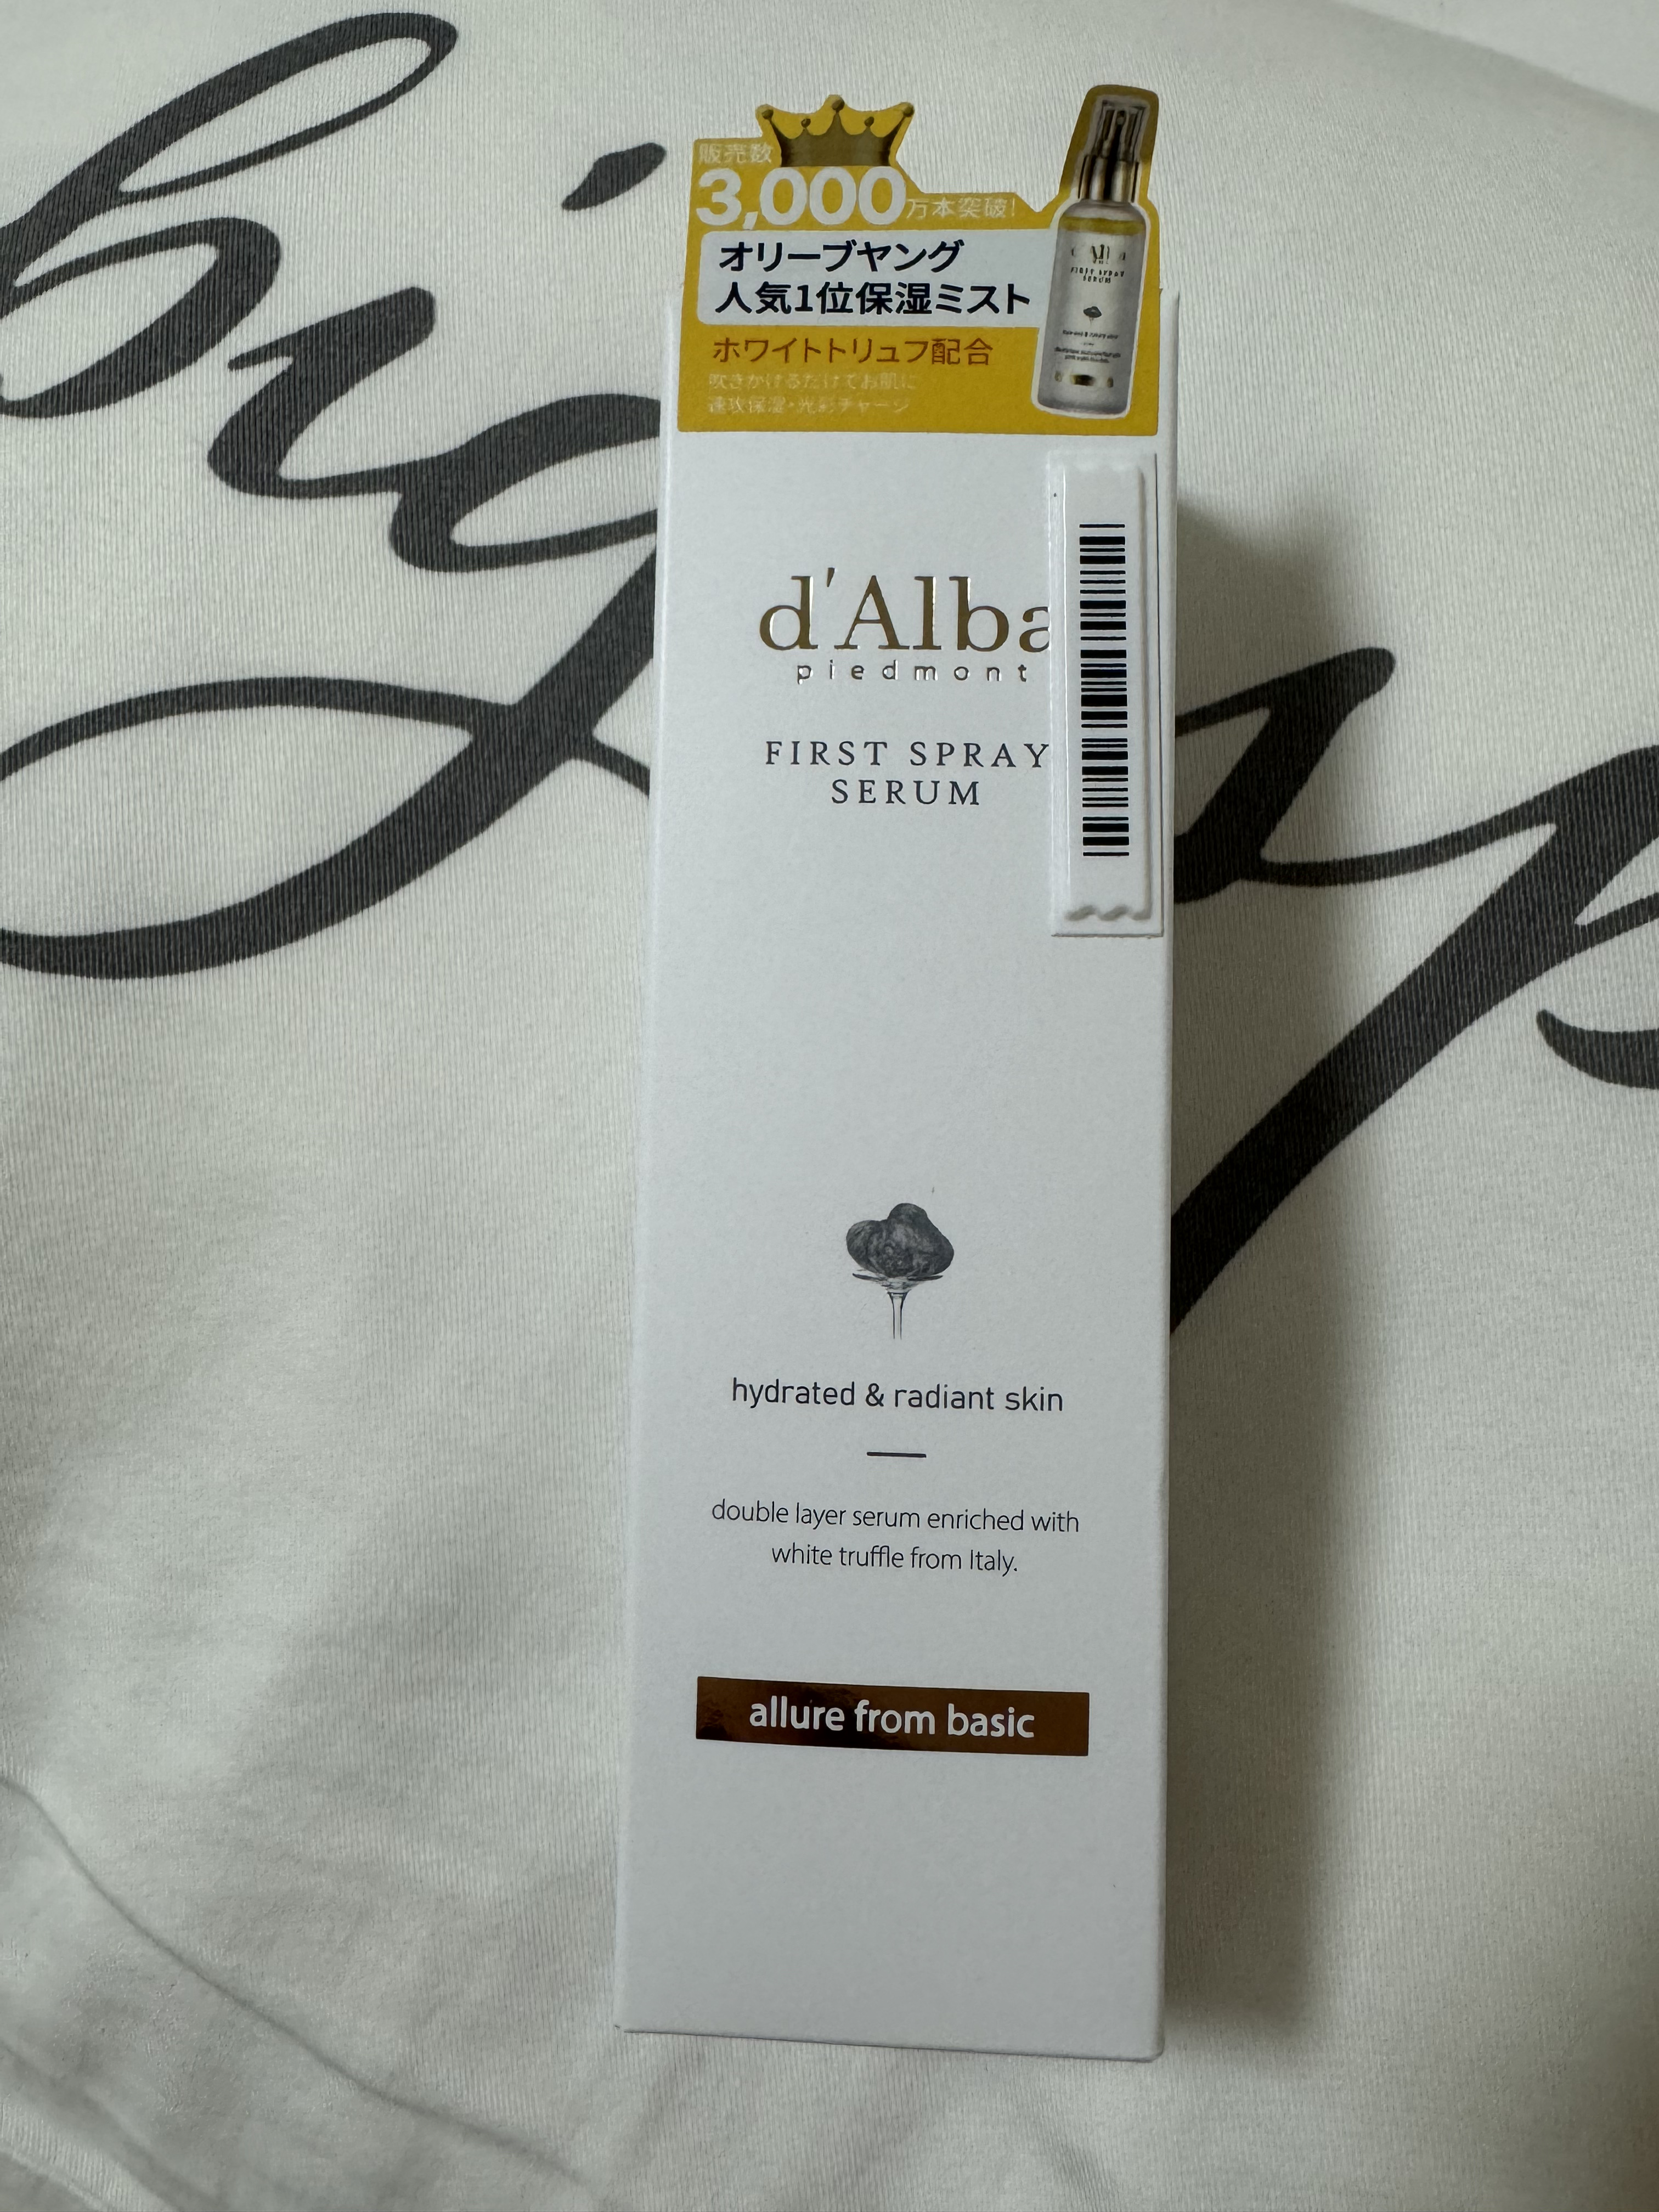 販売数
3,000万本突破!
オリーブヤング
人気1位保湿ミスト
ホワイトトリュフ配合
吹きかけるだけでお肌に
速攻保湿・光彩チャージ
d'Alba
FIRST SPRAY
SERUM
d'Alba
piedmont
FIRST SPRAY
SERUM
hydrated & radiant skin
double layer serum enriched with
white truffle from Italy.
allure from basic